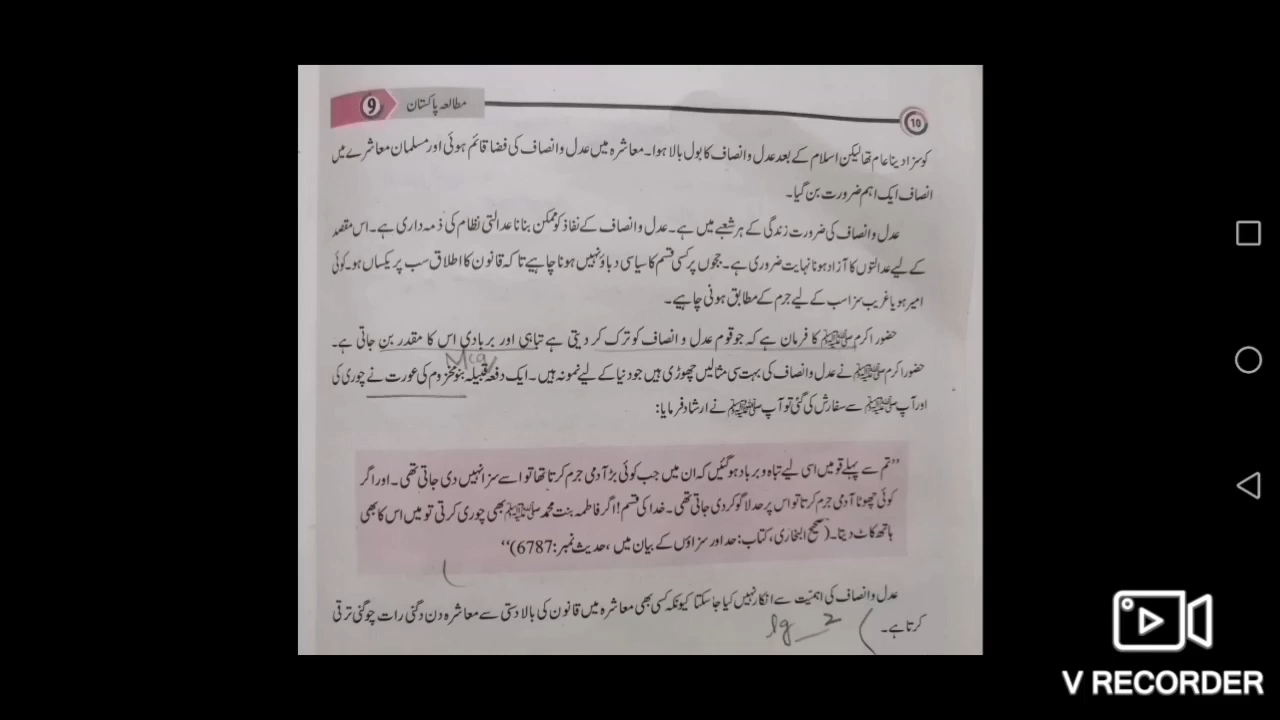 مطالعہ پاکستان 9
10
کو سزا دینا عام تھا لیکن اسلام کے بعد عدل و انصاف کا بول بالا ہوا۔ معاشرہ میں عدل و انصاف کی فضا قائم ہوئی اور مسلمان معاشرے میں
انصاف ایک اہم ضرورت بن گیا۔
عدل و انصاف کی ضرورت زندگی کے ہر شعبے میں ہے۔ عدل و انصاف کے نفاذ کو ممکن بنانا عدالتی نظام کی ذمہ داری ہے۔ اس مقصد
کے لیے عدالتوں کا آزاد ہونا نہایت ضروری ہے۔ ججوں پر کسی قسم کا سیاسی دباؤ نہیں ہونا چاہیے تاکہ قانون کا اطلاق سب پر یکساں ہو۔ کوئی
امیر ہو یا غریب سزا سب کے لیے جرم کے مطابق ہونی چاہیے۔
حضور اکرم ﷺ کا فرمان ہے کہ جو قوم عدل و انصاف کو ترک کر دیتی ہے تباہی اور بربادی اس کا مقدر بن جاتی ہے۔
Mcq
حضور اکرم ﷺ نے عدل و انصاف کی بہت سی مثالیں چھوڑی ہیں جو دنیا کے لیے نمونہ ہیں۔ ایک دفعہ قبیلہ بنو مخزوم کی عورت نے چوری کی
اور آپ ﷺ سے سفارش کی گئی تو آپ ﷺ نے ارشاد فرمایا:
’’تم سے پہلے قومیں اسی لیے تباہ و برباد ہو گئیں کہ ان میں جب کوئی بڑا آدمی جرم کرتا تھا تو اسے سزا نہیں دی جاتی تھی۔ اور اگر
کوئی چھوٹا آدمی جرم کرتا تو اس پر حد لاگو کر دی جاتی تھی۔ خدا کی قسم! اگر فاطمہ بنت محمد ﷺ بھی چوری کرتی تو میں اس کا بھی
ہاتھ کاٹ دیتا۔ (صحیح البخاری، کتاب: حد اور سزاؤں کے بیان میں، حدیث نمبر: 6787)‘‘
عدل و انصاف کی اہمیت سے انکار نہیں کیا جا سکتا کیونکہ کسی بھی معاشرہ میں قانون کی بالا دستی سے معاشرہ دن دگنی رات چوگنی ترقی
کرتا ہے۔
V RECORDER